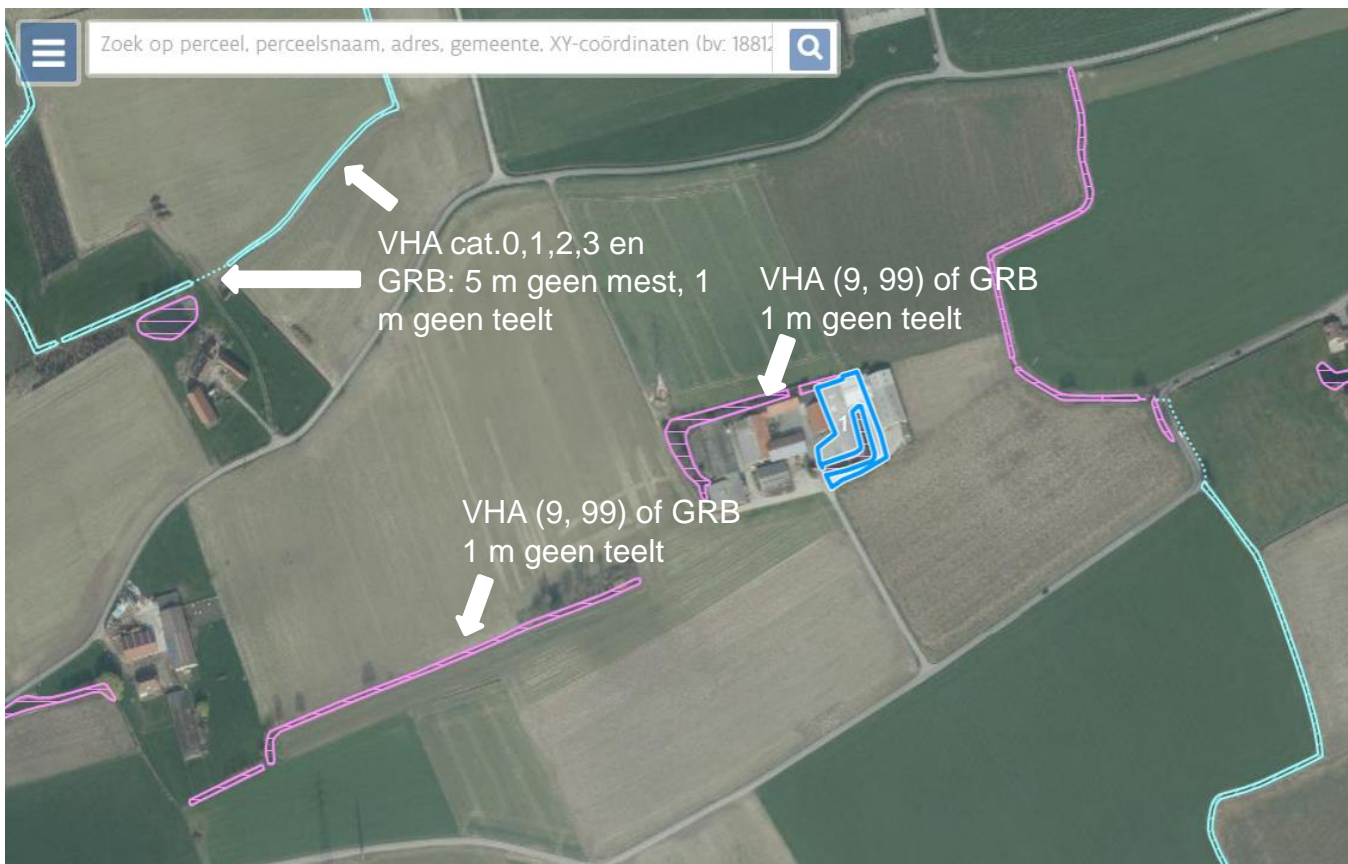 Zoek op perceel, perceelsnaam, adres, gemeente, XY-coördinaten (bv: 18812
VHA cat.0,1,2,3 en
GRB: 5 m geen mest, 1
m geen teelt
VHA (9, 99) of GRB
1 m geen teelt
1
VHA (9, 99) of GRB
1 m geen teelt